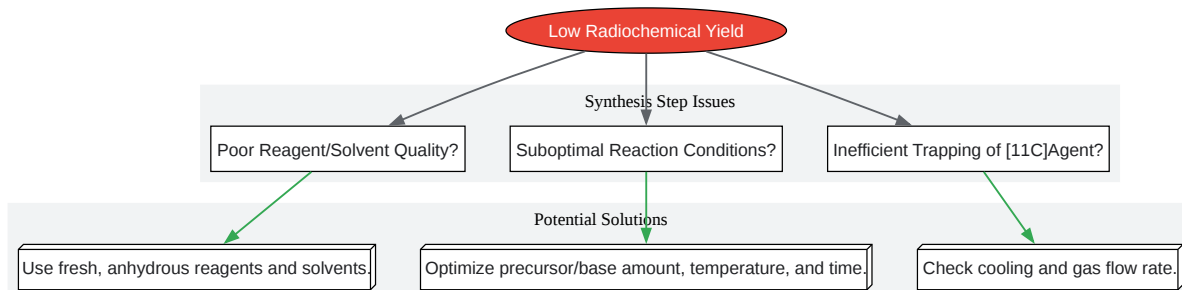 Low Radiochemical Yield
Synthesis Step Issues
Poor Reagent/Solvent Quality?
Suboptimal Reaction Conditions?
Inefficient Trapping of [11C]Agent?
Potential Solutions
Use fresh, anhydrous reagents and solvents.
Optimize precursor/base amount, temperature, and time.
Check cooling and gas flow rate.